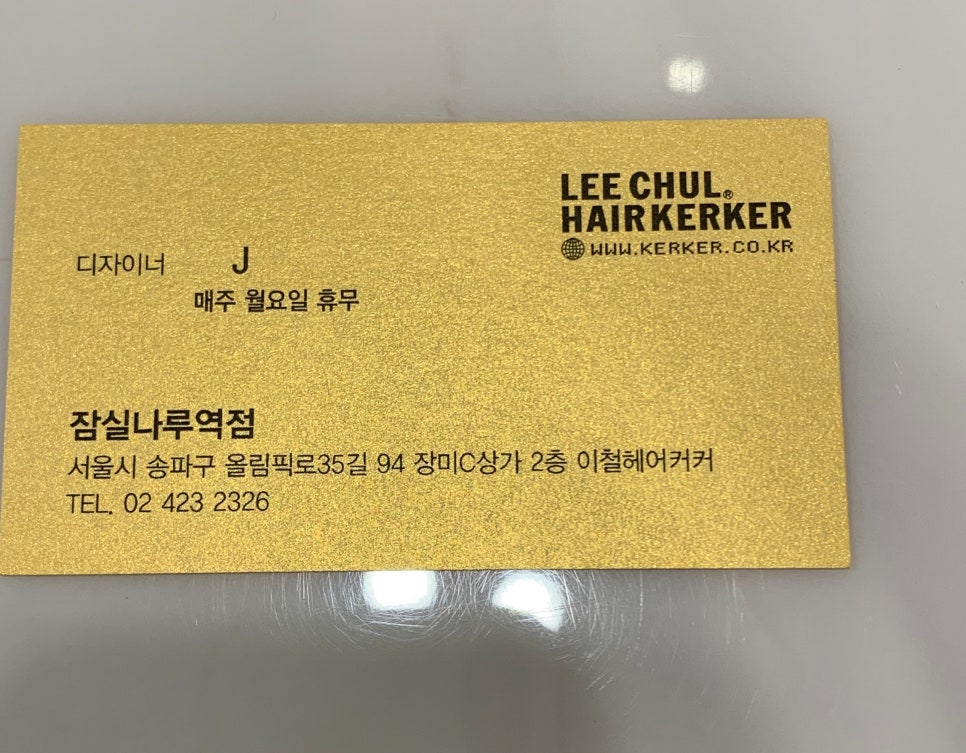 LEE CHUL®
HAIRKERKER
WWW.KERKER.CO.KR
디자이너 J
매주 월요일 휴무
잠실나루역점
서울시 송파구 올림픽로35길 94 장미C상가 2층 이철헤어커커
TEL. 02 423 2326